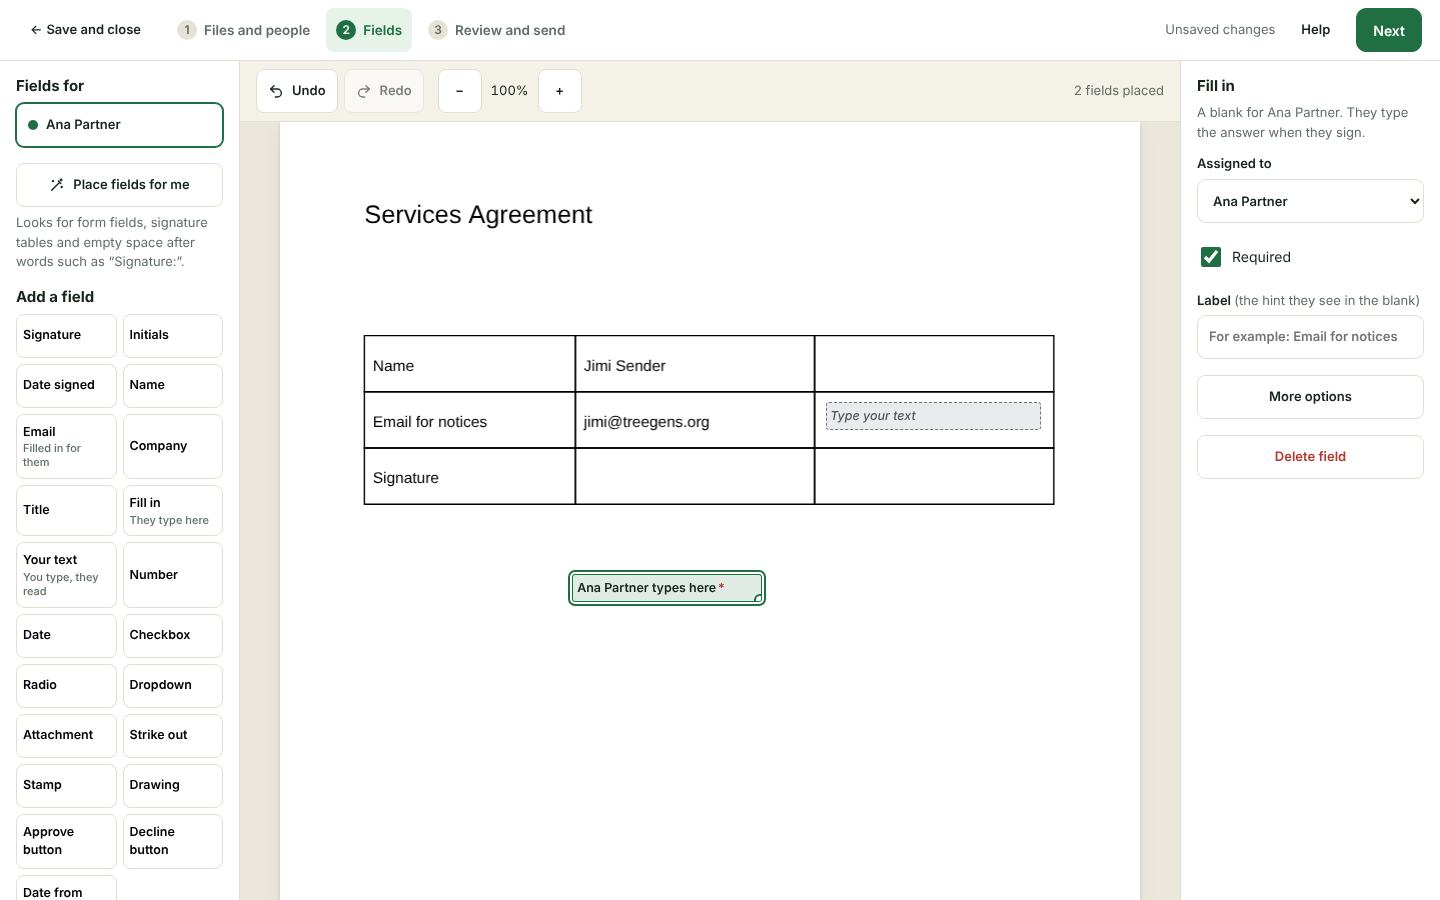 ← Save and close
1 Files and people
2 Fields
3 Review and send
Unsaved changes
Help
Next
Fields for
Ana Partner
Place fields for me
Looks for form fields, signature
tables and empty space after
words such as “Signature:”.
Add a field
Signature
Initials
Date signed
Name
Email
Filled in for
them
Company
Title
Fill in
They type here
Your text
You type, they
read
Number
Date
Checkbox
Radio
Dropdown
Attachment
Strike out
Stamp
Drawing
Approve
button
Decline
button
Date from
Undo
Redo
−
100%
+
2 fields placed
Services Agreement
Name
Jimi Sender
Email for notices
jimi@treegens.org
Type your text
Signature
Ana Partner types here *
Fill in
A blank for Ana Partner. They type
the answer when they sign.
Assigned to
Ana Partner
Required
Label (the hint they see in the blank)
For example: Email for notices
More options
Delete field